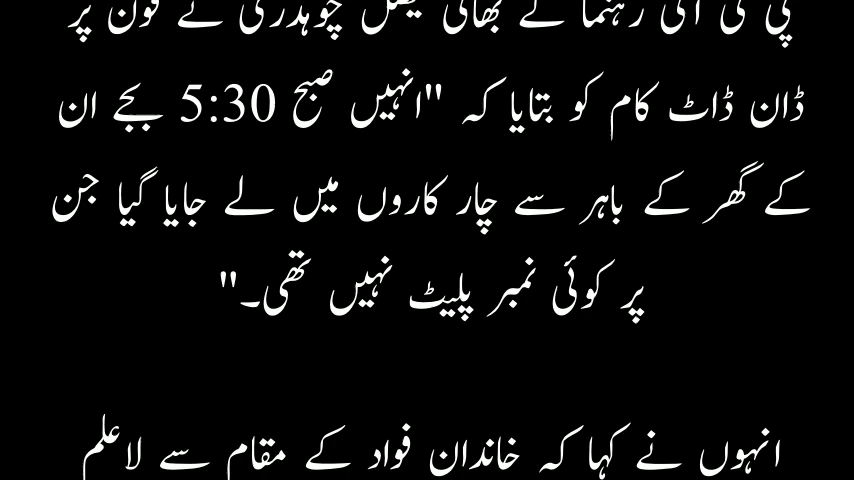 پی ٹی آئی رہنما کے بھائی فیصل چوہدری نے فون پر
ڈان ڈاٹ کام کو بتایا کہ "انہیں صبح 5:30 بجے ان
کے گھر کے باہر سے چار کاروں میں لے جایا گیا جن
پر کوئی نمبر پلیٹ نہیں تھی۔"
انہوں نے کہا کہ خاندان فواد کے مقام سے لاعلم